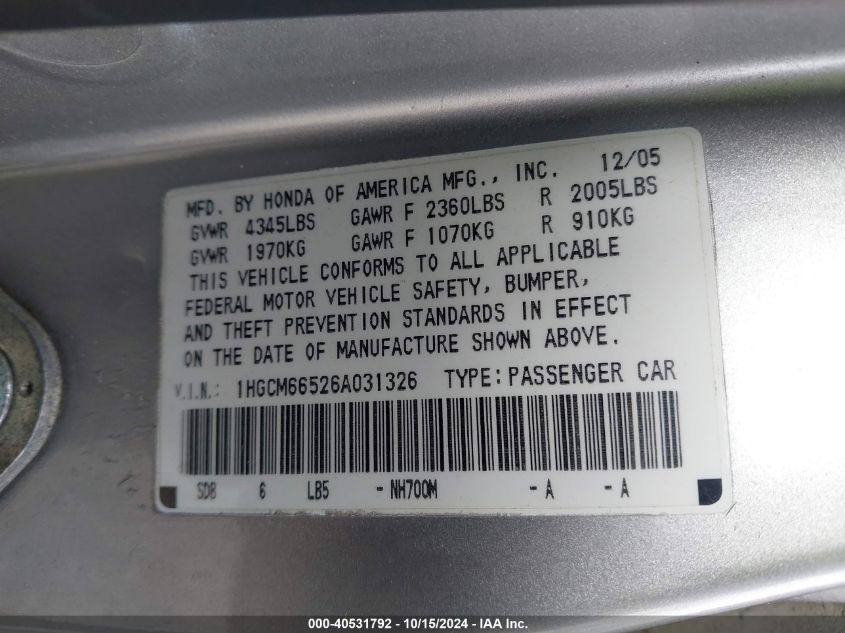 MFD. BY HONDA OF AMERICA MFG., INC. 12/05
GVWR 4345LBS GAWR F 2360LBS R 2005LBS
GVWR 1970KG GAWR F 1070KG R 910KG
THIS VEHICLE CONFORMS TO ALL APPLICABLE
FEDERAL MOTOR VEHICLE SAFETY, BUMPER,
AND THEFT PREVENTION STANDARDS IN EFFECT
ON THE DATE OF MANUFACTURE SHOWN ABOVE.
V.I.N.: 1HGCM66526A031326 TYPE: PASSENGER CAR
SDB 6 LB5 - NH700M - A - A
000-40531792 - 10/15/2024 - IAA Inc.